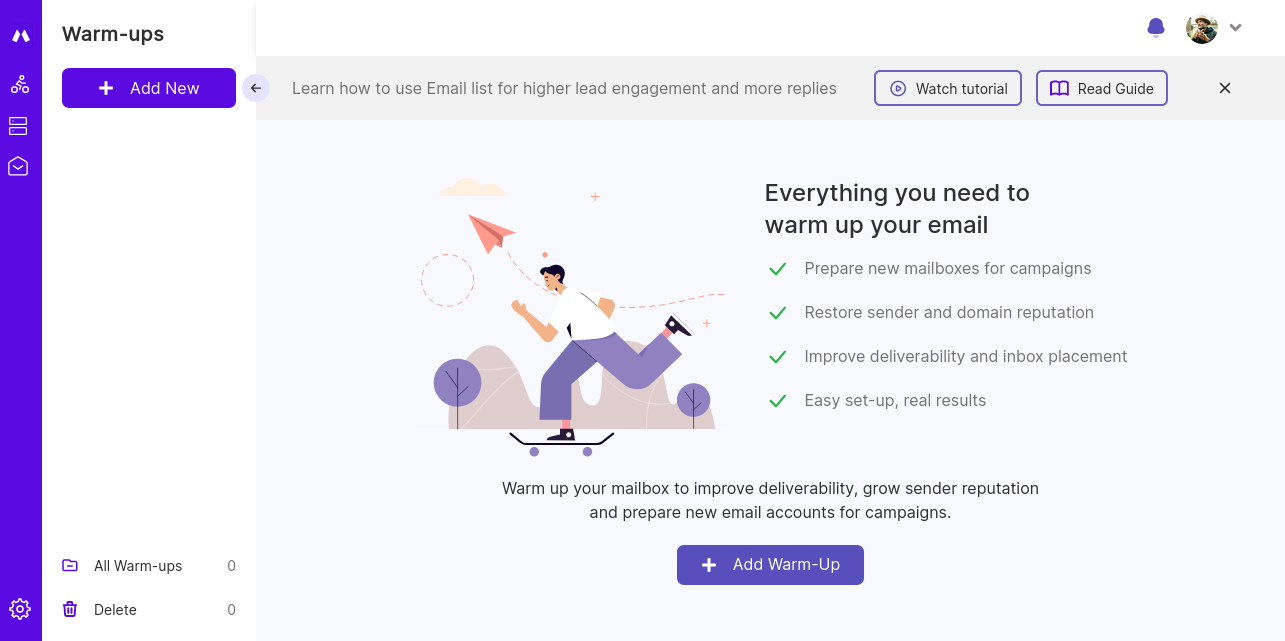 Warm-ups
Add New
Learn how to use Email list for higher lead engagement and more replies
Watch tutorial
Read Guide
Everything you need to
warm up your email
Prepare new mailboxes for campaigns
Restore sender and domain reputation
Improve deliverability and inbox placement
Easy set-up, real results
Warm up your mailbox to improve deliverability, grow sender reputation
and prepare new email accounts for campaigns.
Add Warm-Up
All Warm-ups 0
Delete 0